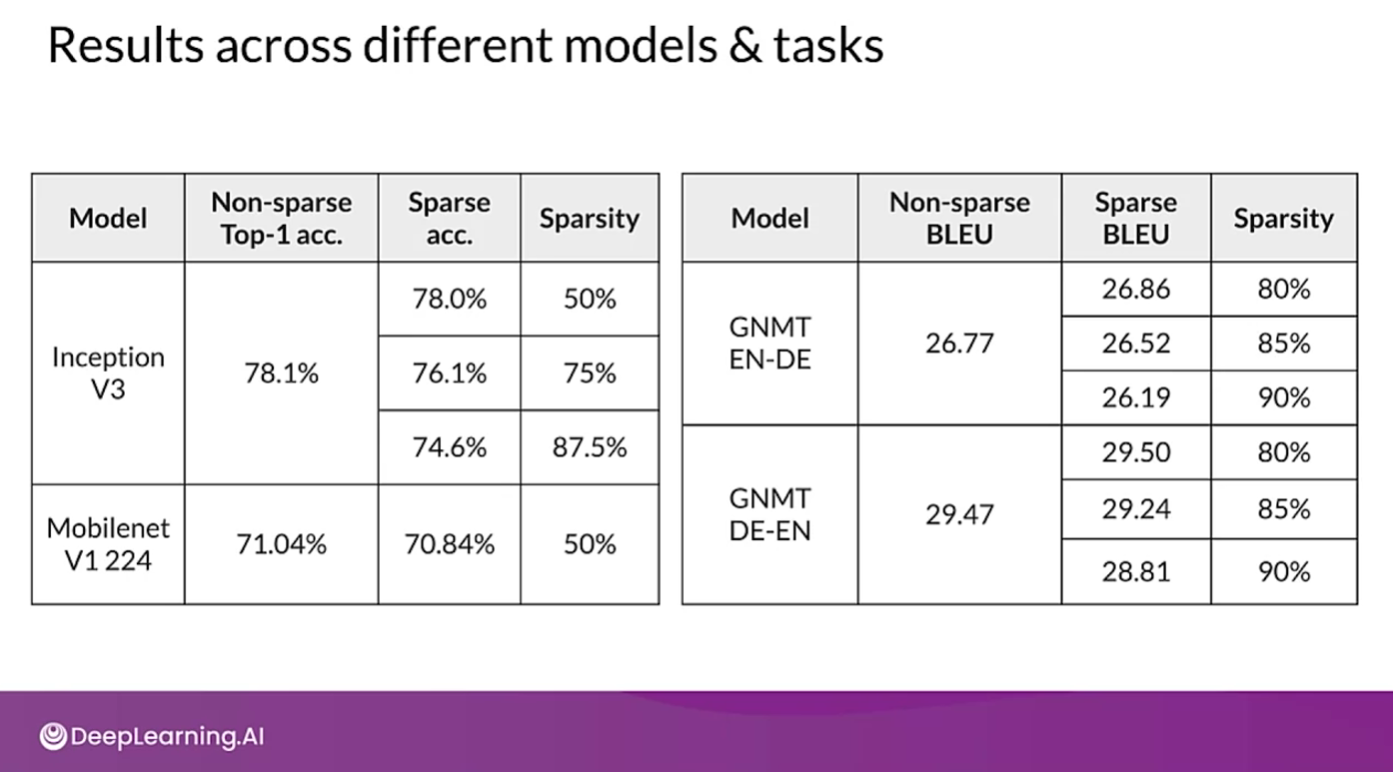 Results across different models & tasks
Model
Non-sparse
Top-1 acc.
Sparse
acc.
Sparsity
Inception
V3
78.1%
78.0%
50%
76.1%
75%
74.6%
87.5%
Mobilenet
V1 224
71.04%
70.84%
50%
Model
Non-sparse
BLEU
Sparse
BLEU
Sparsity
GNMT
EN-DE
26.77
26.86
80%
26.52
85%
26.19
90%
GNMT
DE-EN
29.47
29.50
80%
29.24
85%
28.81
90%
DeepLearning.AI